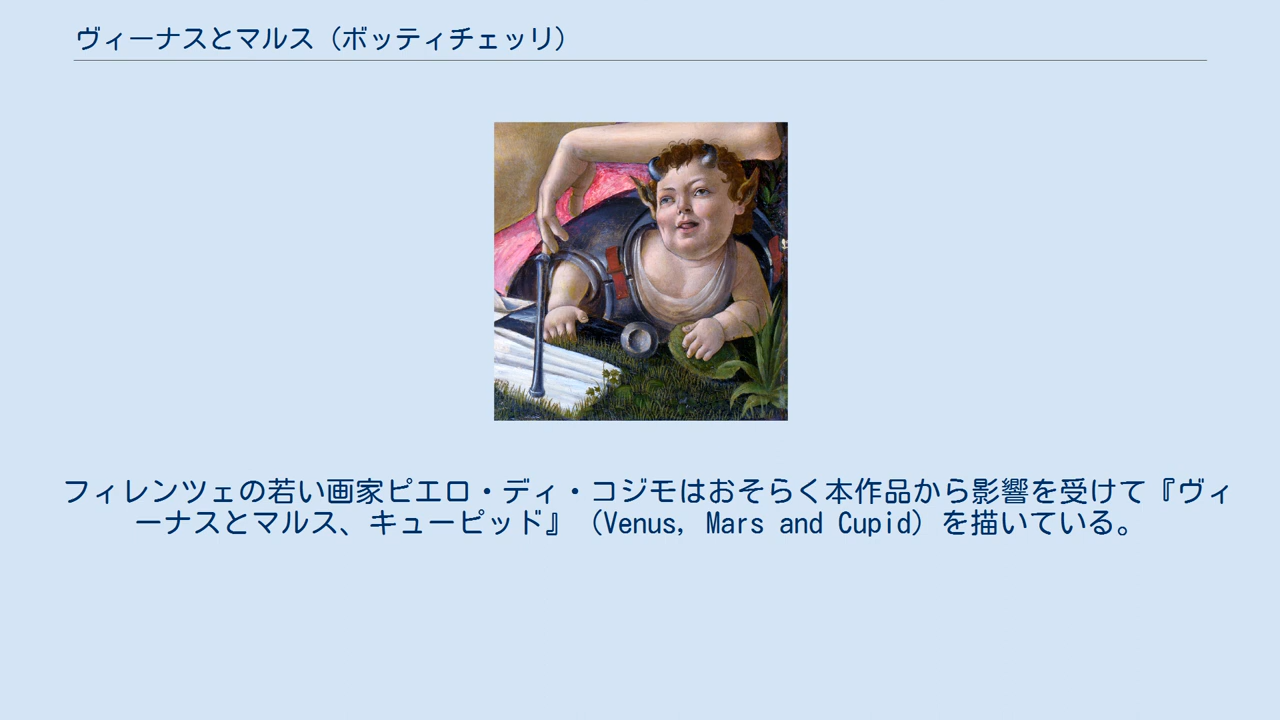 ヴィーナスとマルス（ボッティチェッリ）
フィレンツェの若い画家ピエロ・ディ・コジモはおそらく本作品から影響を受けて『ヴィ
ーナスとマルス、キューピッド』（Venus, Mars and Cupid）を描いている。